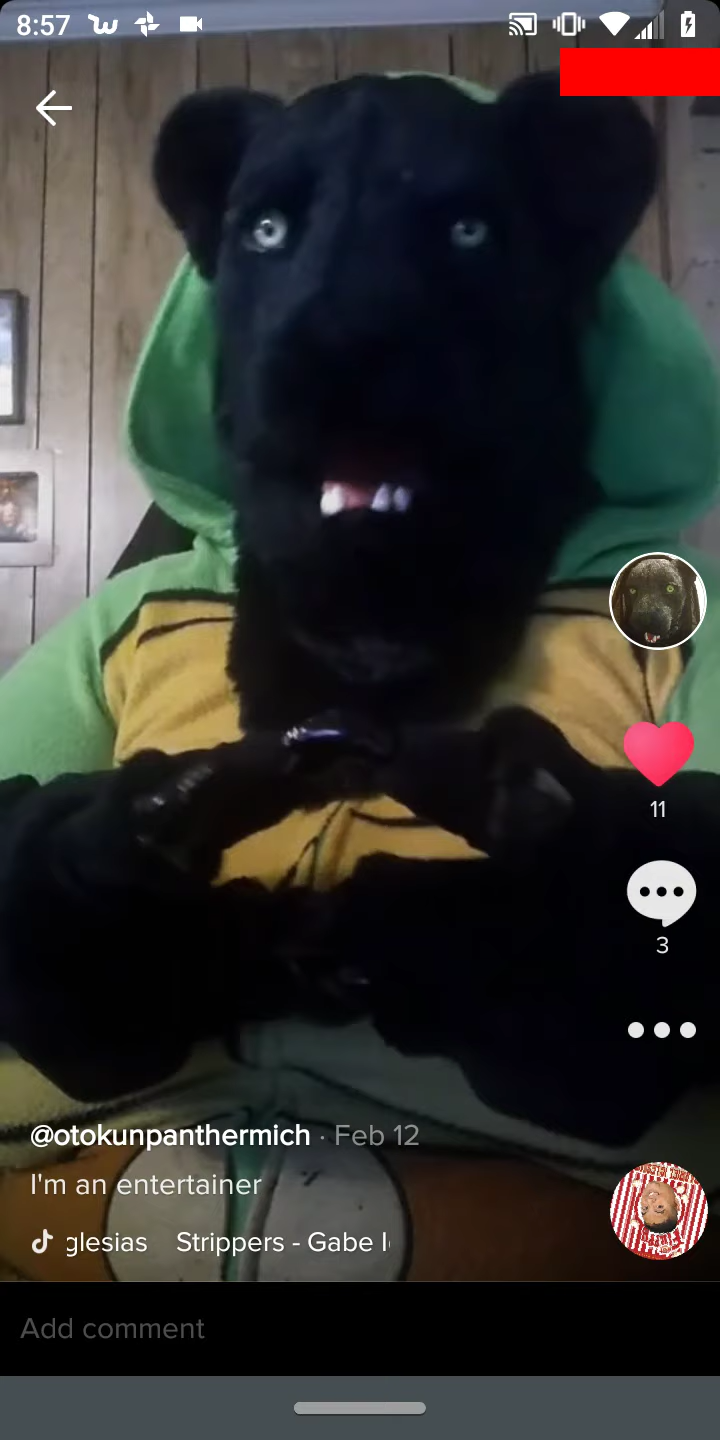 8:57
11
3
@otokunpanthermich · Feb 12
I'm an entertainer
glesias Strippers - Gabe I
Add comment